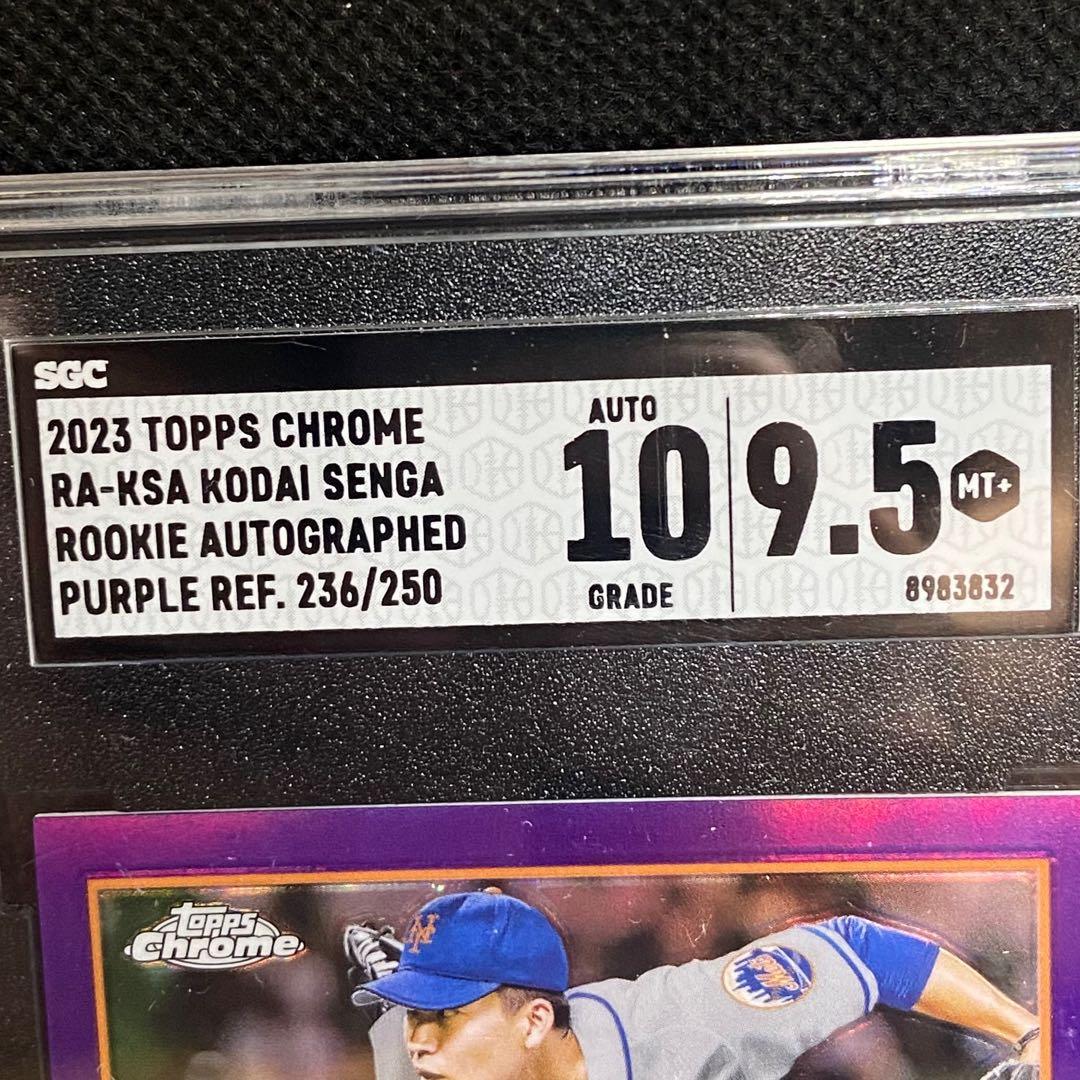 SGC
2023 TOPPS CHROME
RA-KSA KODAI SENGA
ROOKIE AUTOGRAPHED
PURPLE REF. 236/250
AUTO
10
GRADE
9.5
MT+
8983832
topps
Chrome
NY
Mets